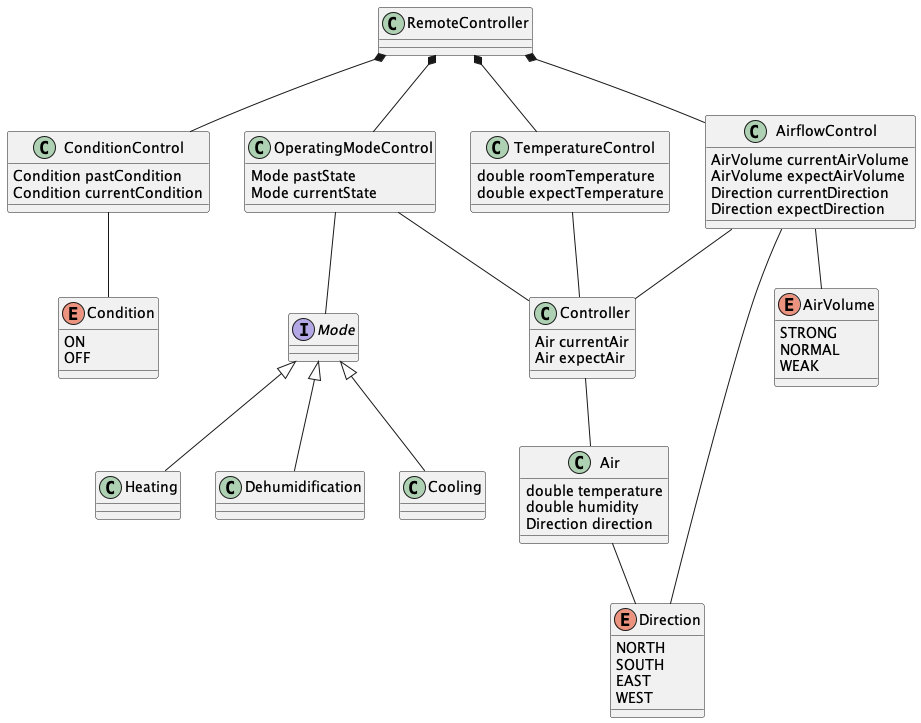 C RemoteController
C ConditionControl
Condition pastCondition
Condition currentCondition
C OperatingModeControl
Mode pastState
Mode currentState
C TemperatureControl
double roomTemperature
double expectTemperature
C AirflowControl
AirVolume currentAirVolume
AirVolume expectAirVolume
Direction currentDirection
Direction expectDirection
E Condition
ON
OFF
I Mode
C Controller
Air currentAir
Air expectAir
E AirVolume
STRONG
NORMAL
WEAK
C Heating
C Dehumidification
C Cooling
C Air
double temperature
double humidity
Direction direction
E Direction
NORTH
SOUTH
EAST
WEST